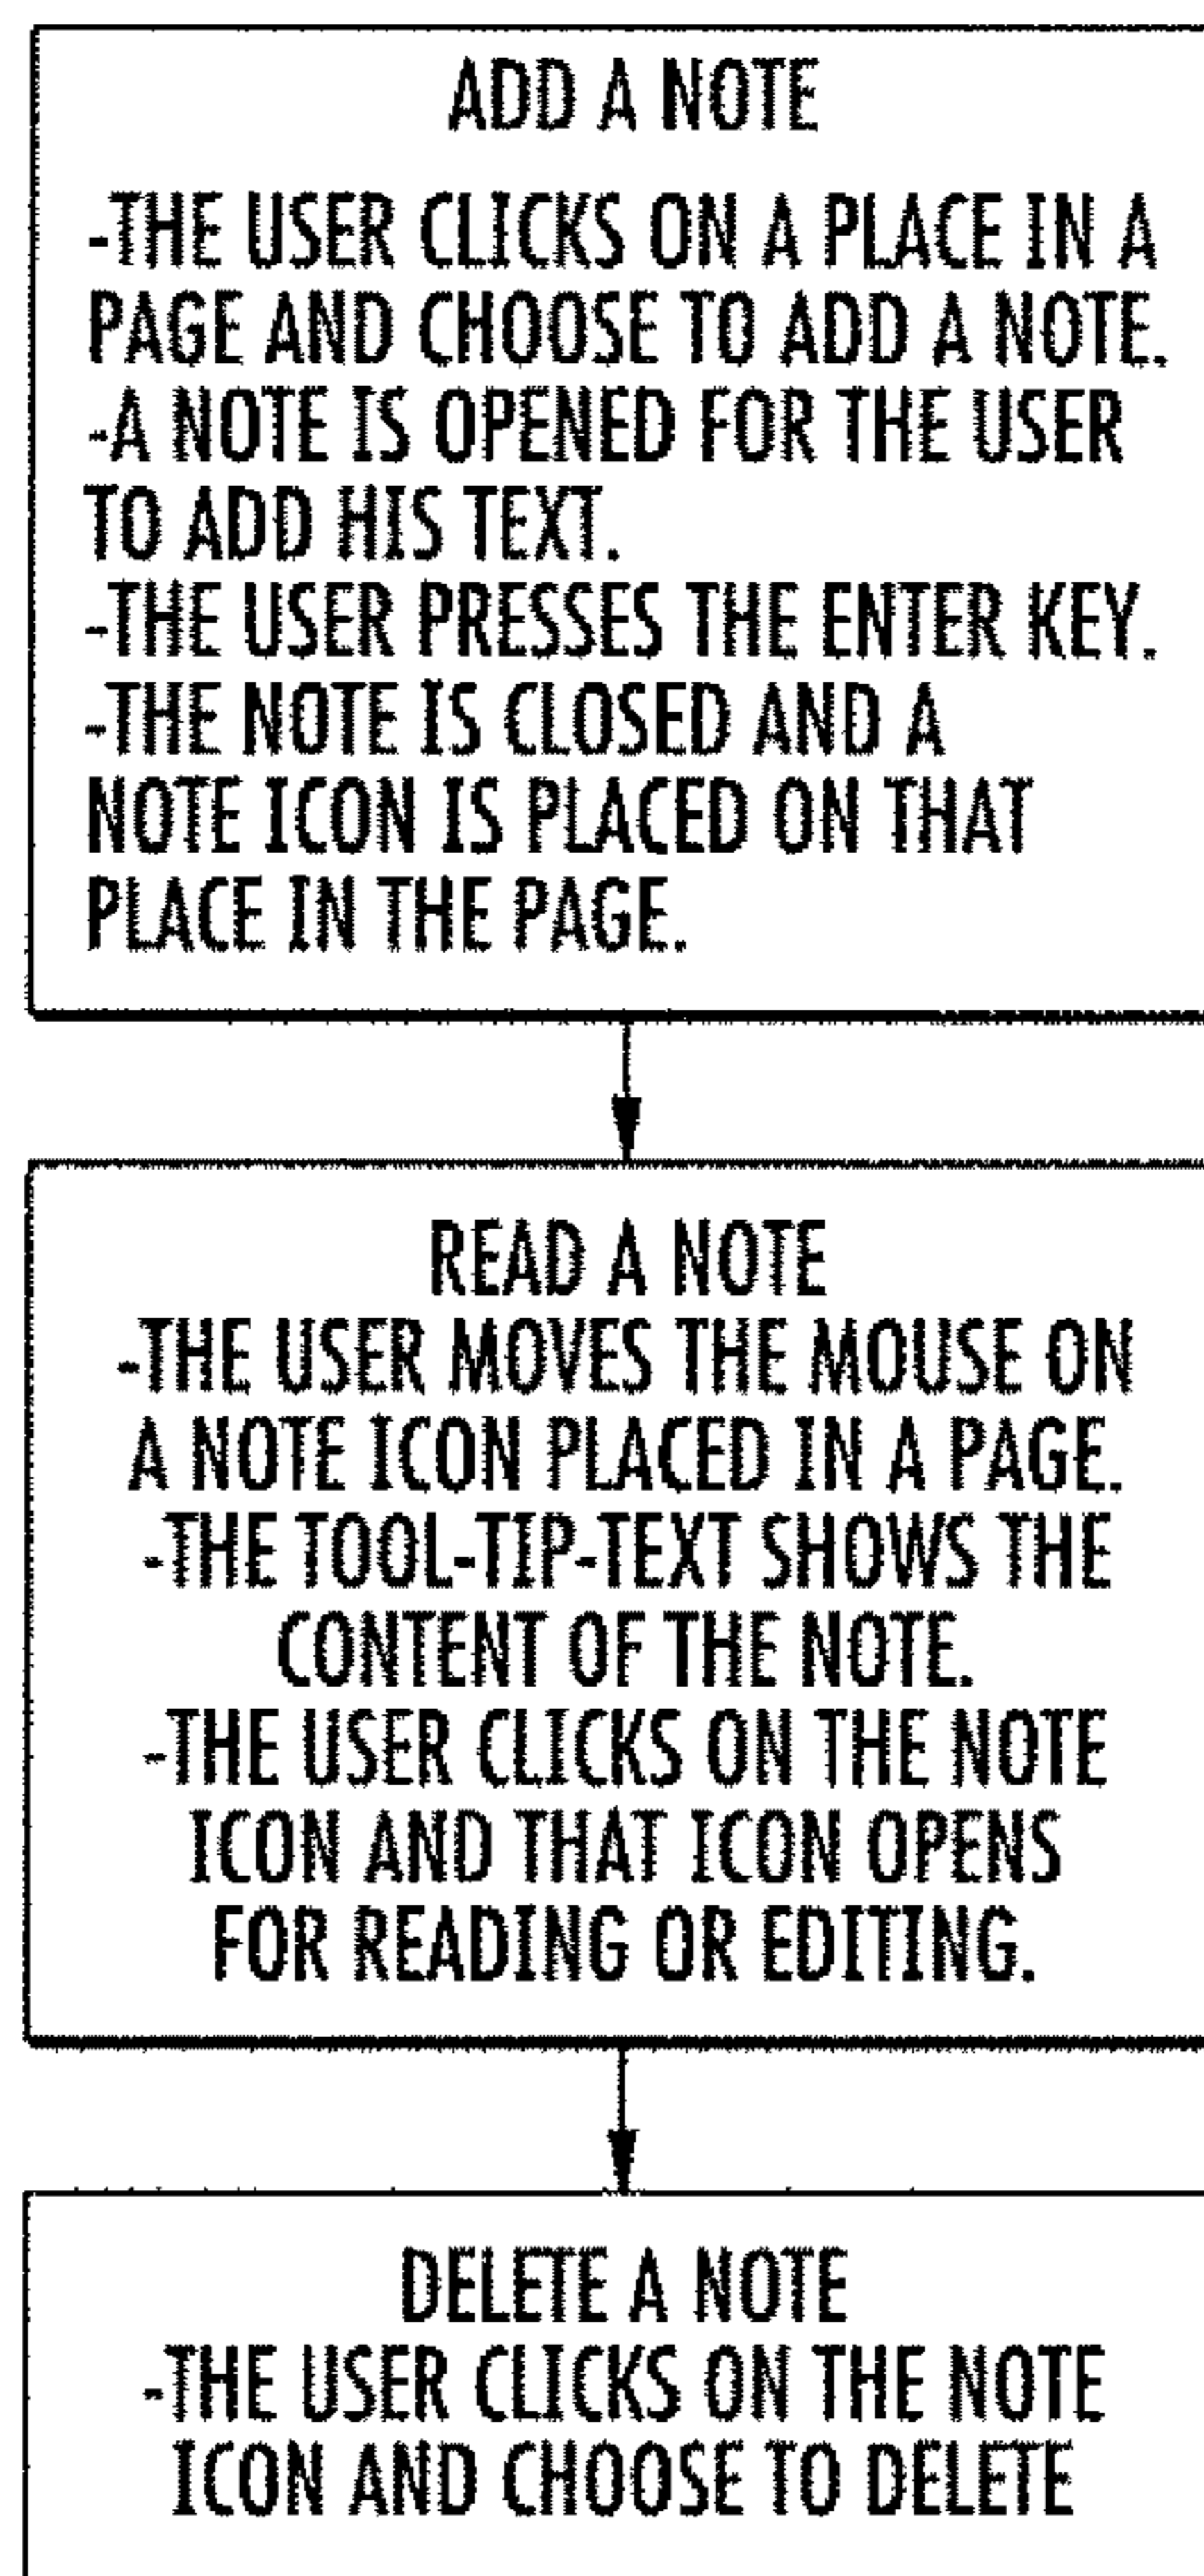 ADD A NOTE
-THE USER CLICKS ON A PLACE IN A
PAGE AND CHOOSE TO ADD A NOTE.
-A NOTE IS OPENED FOR THE USER
TO ADD HIS TEXT.
-THE USER PRESSES THE ENTER KEY.
-THE NOTE IS CLOSED AND A
NOTE ICON IS PLACED ON THAT
PLACE IN THE PAGE.
READ A NOTE
-THE USER MOVES THE MOUSE ON
A NOTE ICON PLACED IN A PAGE.
-THE TOOL-TIP-TEXT SHOWS THE
CONTENT OF THE NOTE.
-THE USER CLICKS ON THE NOTE
ICON AND THAT ICON OPENS
FOR READING OR EDITING.
DELETE A NOTE
-THE USER CLICKS ON THE NOTE
ICON AND CHOOSE TO DELETE